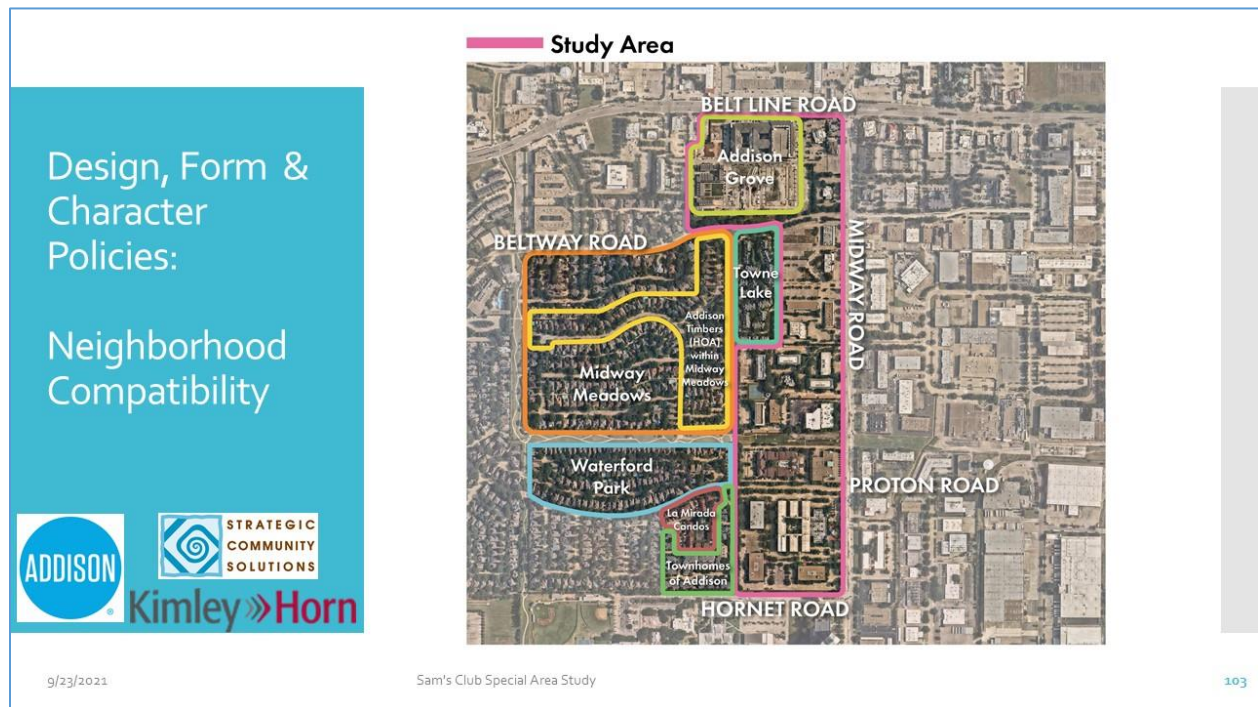 Study Area
Design, Form &
Character
Policies:
Neighborhood
Compatibility
BELT LINE ROAD
Addison
Grove
BELTWAY ROAD
MIDWAY ROAD
Towne
Lake
Addison
Timbers
(HOA)
within
Midway
Meadows
Midway
Meadows
Waterford
Park
PROTON ROAD
La Mirada
Condos
Townhomes
of Addison
HORNET ROAD
ADDISON
STRATEGIC
COMMUNITY
SOLUTIONS
Kimley»Horn
9/23/2021
Sam's Club Special Area Study
103